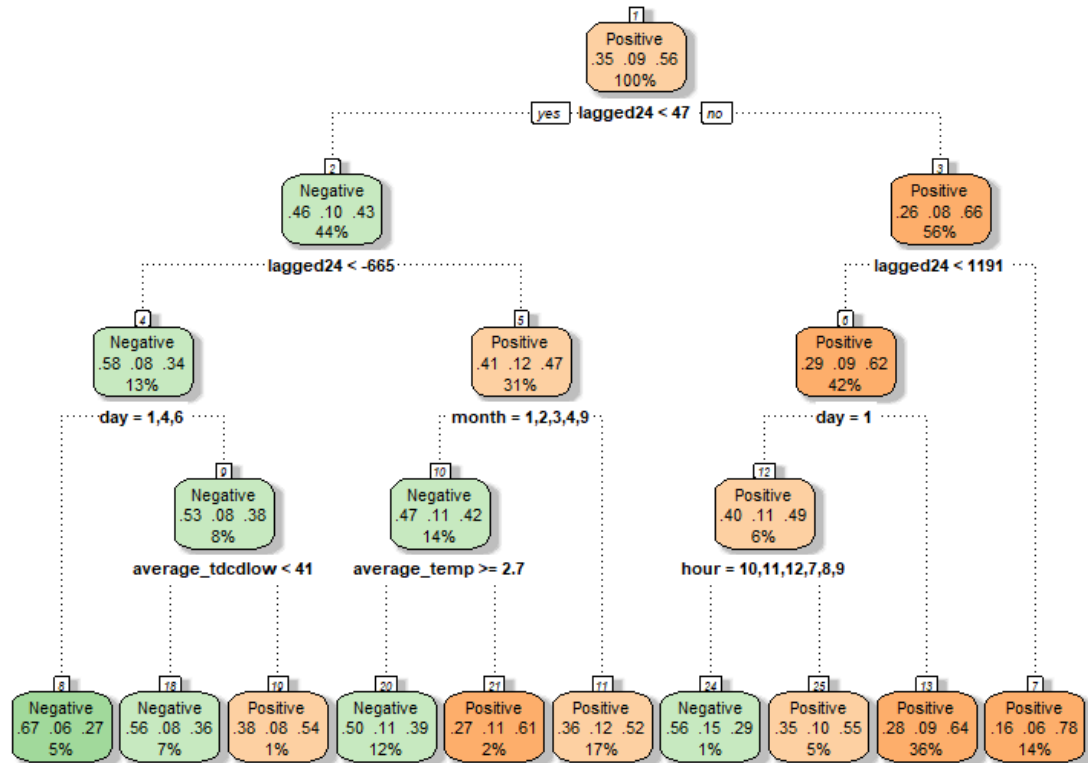 1
Positive
.35 .09 .56
100%
yes lagged24 < 47 no
2
Negative
.46 .10 .43
44%
3
Positive
.26 .08 .66
56%
lagged24 < -665
lagged24 < 1191
4
Negative
.58 .08 .34
13%
5
Positive
.41 .12 .47
31%
6
Positive
.29 .09 .62
42%
day = 1,4,6
month = 1,2,3,4,9
day = 1
9
Negative
.53 .08 .38
8%
10
Negative
.47 .11 .42
14%
12
Positive
.40 .11 .49
6%
average_tdcdlow < 41
average_temp >= 2.7
hour = 10,11,12,7,8,9
8
Negative
.67 .06 .27
5%
18
Negative
.56 .08 .36
7%
19
Positive
.38 .08 .54
1%
20
Negative
.50 .11 .39
12%
21
Positive
.27 .11 .61
2%
11
Positive
.36 .12 .52
17%
24
Negative
.56 .15 .29
1%
25
Positive
.35 .10 .55
5%
13
Positive
.28 .09 .64
36%
7
Positive
.16 .06 .78
14%